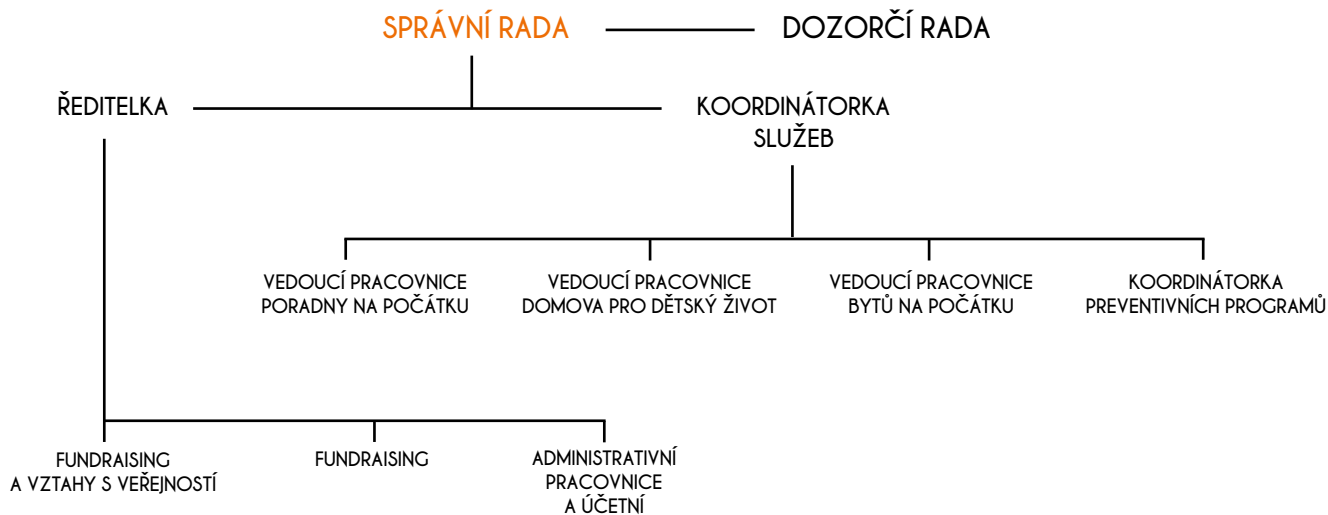 SPRÁVNÍ RADA
DOZORČÍ RADA
ŘEDITELKA
KOORDINÁTORKA
SLUŽEB
VEDOUCÍ PRACOVNICE
PORADNY NA POČÁTKU
VEDOUCÍ PRACOVNICE
DOMOVA PRO DĚTSKÝ ŽIVOT
VEDOUCÍ PRACOVNICE
BYTŮ NA POČÁTKU
KOORDINÁTORKA
PREVENTIVNÍCH PROGRAMŮ
FUNDRAISING
A VZTAHY S VEŘEJNOSTÍ
FUNDRAISING
ADMINISTRATIVNÍ
PRACOVNICE
A ÚČETNÍ